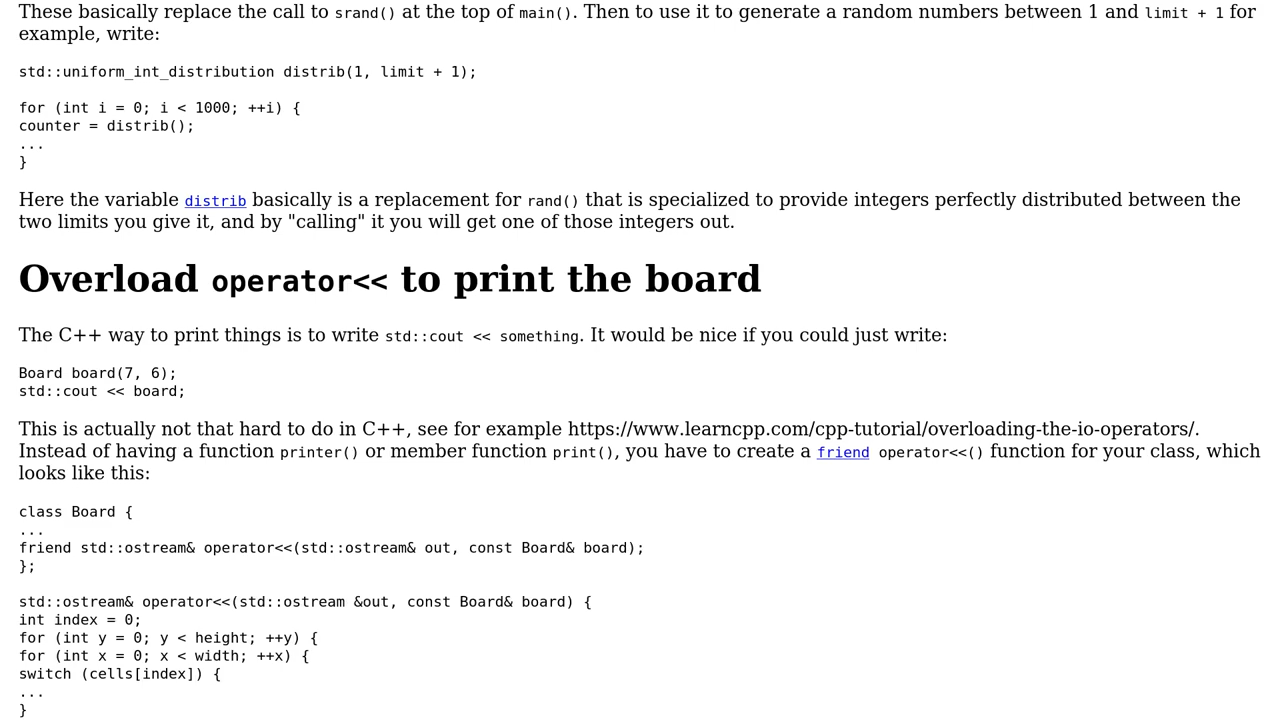 These basically replace the call to srand() at the top of main(). Then to use it to generate a random numbers between 1 and limit + 1 for
example, write:
std::uniform_int_distribution distrib(1, limit + 1);
for (int i = 0; i < 1000; ++i) {
counter = distrib();
...
}
Here the variable distrib basically is a replacement for rand() that is specialized to provide integers perfectly distributed between the
two limits you give it, and by "calling" it you will get one of those integers out.
Overload operator<< to print the board
The C++ way to print things is to write std::cout << something. It would be nice if you could just write:
Board board(7, 6);
std::cout << board;
This is actually not that hard to do in C++, see for example https://www.learncpp.com/cpp-tutorial/overloading-the-io-operators/.
Instead of having a function printer() or member function print(), you have to create a friend operator<<() function for your class, which
looks like this:
class Board {
...
friend std::ostream& operator<<(std::ostream& out, const Board& board);
};
std::ostream& operator<<(std::ostream &out, const Board& board) {
int index = 0;
for (int y = 0; y < height; ++y) {
for (int x = 0; x < width; ++x) {
switch (cells[index]) {
...
}